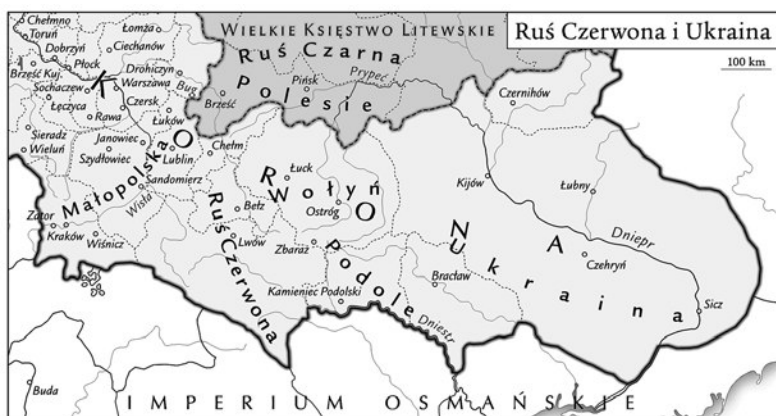 Ruś Czerwona i Ukraina
100 km
WIELKIE KSIĘSTWO LITEWSKIE
Ruś Czarna
Polesie
Pińsk
Prypeć
Brześć
Chełmno
Toruń
Dobrzyń
Płock
Ciechanów
Łomża
Brześć Kuj.
Sochaczew
Warszawa
Drohiczyn
Bug
Łęczyca
Rawa
Czersk
Łuków
Sieradz
Wieluń
Janowiec
Szydłowiec
Lublin
Chełm
Sandomierz
Małopolska
Wisła
Zator
Kraków
Wiśnicz
KORONA
Ruś Czerwona
Bełz
Lwów
Łuck
Wołyń
Ostróg
Zbaraż
Podole
Kamieniec Podolski
Dniestr
Bracław
Czernihów
Kijów
Łubny
Dniepr
Czehryń
Ukraina
Sicz
Buda
IMPERIUM OSMAŃSKIE